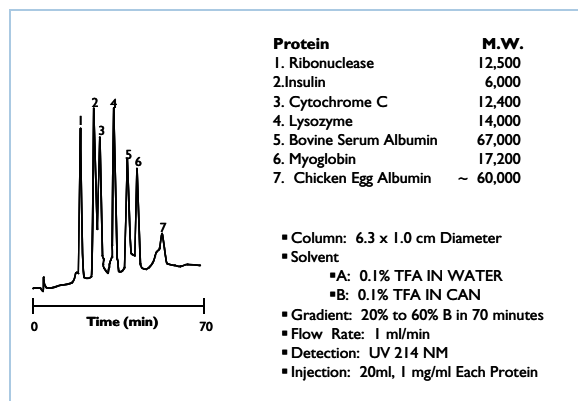 Protein M.W.
1. Ribonuclease 12,500
2.Insulin 6,000
3. Cytochrome C 12,400
4. Lysozyme 14,000
5. Bovine Serum Albumin 67,000
6. Myoglobin 17,200
7. Chicken Egg Albumin ~ 60,000
1
2
3
4
5
6
7
0 Time (min) 70
▪ Column: 6.3 x 1.0 cm Diameter
▪ Solvent
▪ A: 0.1% TFA IN WATER
▪ B: 0.1% TFA IN CAN
▪ Gradient: 20% to 60% B in 70 minutes
▪ Flow Rate: 1 ml/min
▪ Detection: UV 214 NM
▪ Injection: 20ml, 1 mg/ml Each Protein